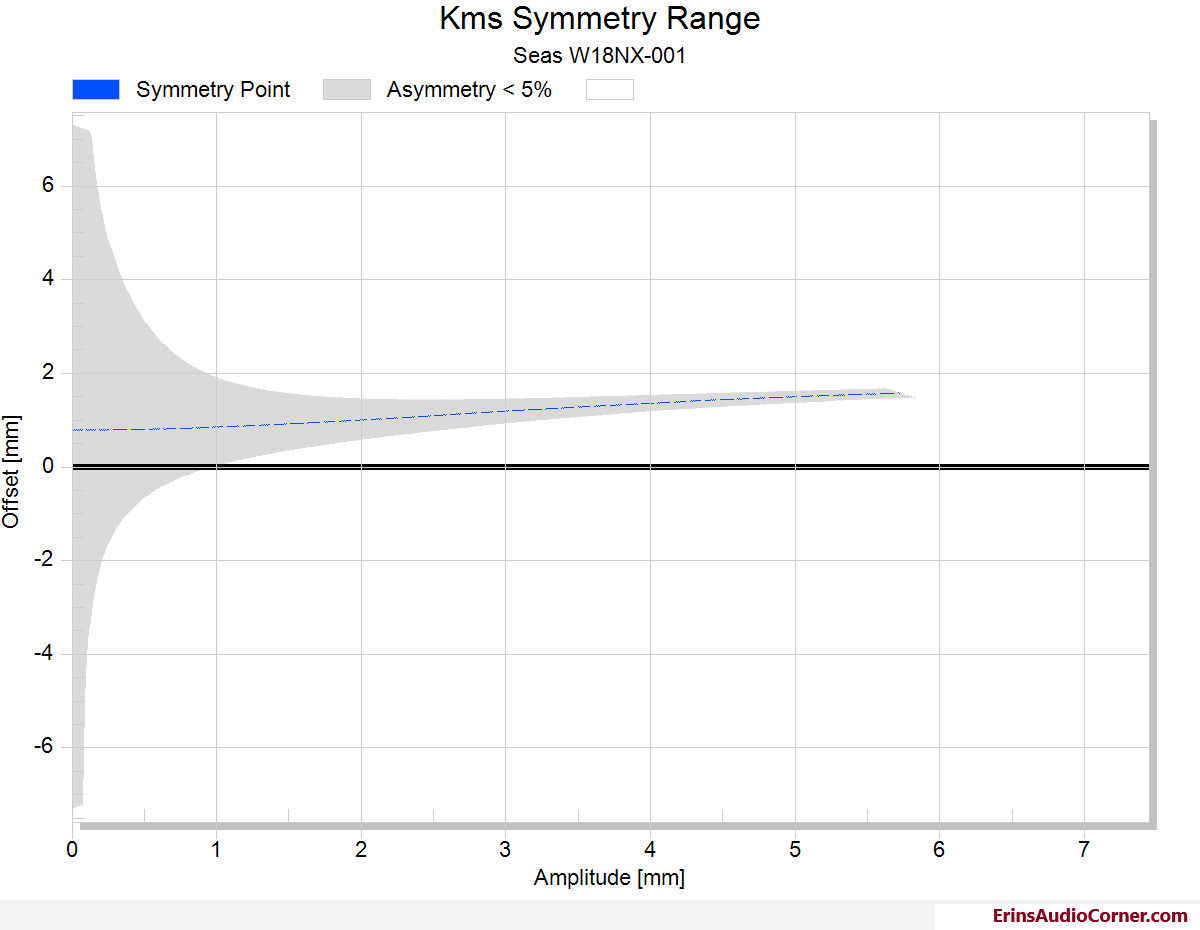 Kms Symmetry Range
Seas W18NX-001
Symmetry Point Asymmetry < 5%
6
4
2
0
-2
-4
-6
Offset [mm]
0 1 2 3 4 5 6 7
Amplitude [mm]
ErinsAudioCorner.com